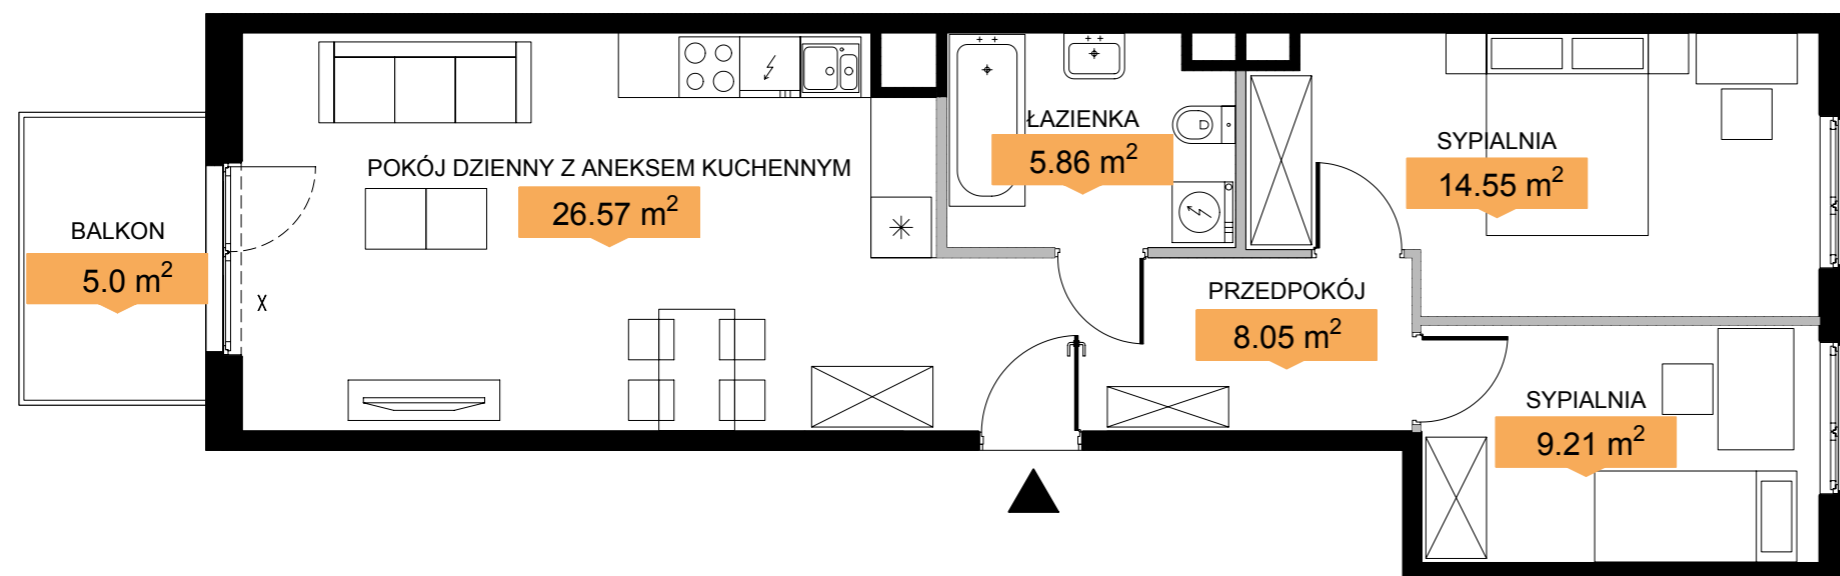 BALKON
5.0 m²
POKÓJ DZIENNY Z ANEKSEM KUCHENNYM
26.57 m²
X
ŁAZIENKA
5.86 m²
PRZEDPOKÓJ
8.05 m²
SYPIALNIA
14.55 m²
SYPIALNIA
9.21 m²